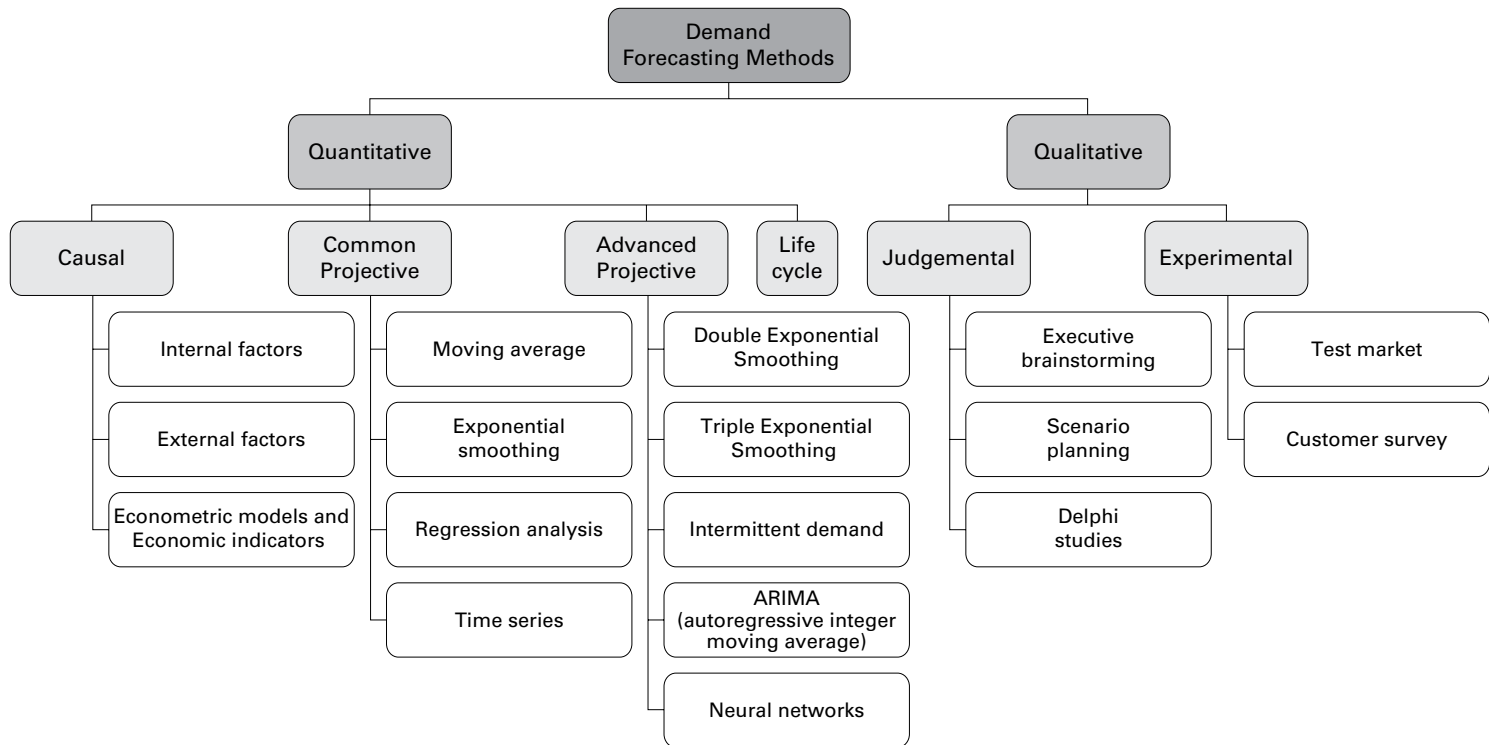 Demand
Forecasting Methods
Quantitative
Qualitative
Causal
Common
Projective
Advanced
Projective
Life
cycle
Judgemental
Experimental
Internal factors
External factors
Econometric models and
Economic indicators
Moving average
Exponential
smoothing
Regression analysis
Time series
Double Exponential
Smoothing
Triple Exponential
Smoothing
Intermittent demand
ARIMA
(autoregressive integer
moving average)
Neural networks
Executive
brainstorming
Scenario
planning
Delphi
studies
Test market
Customer survey